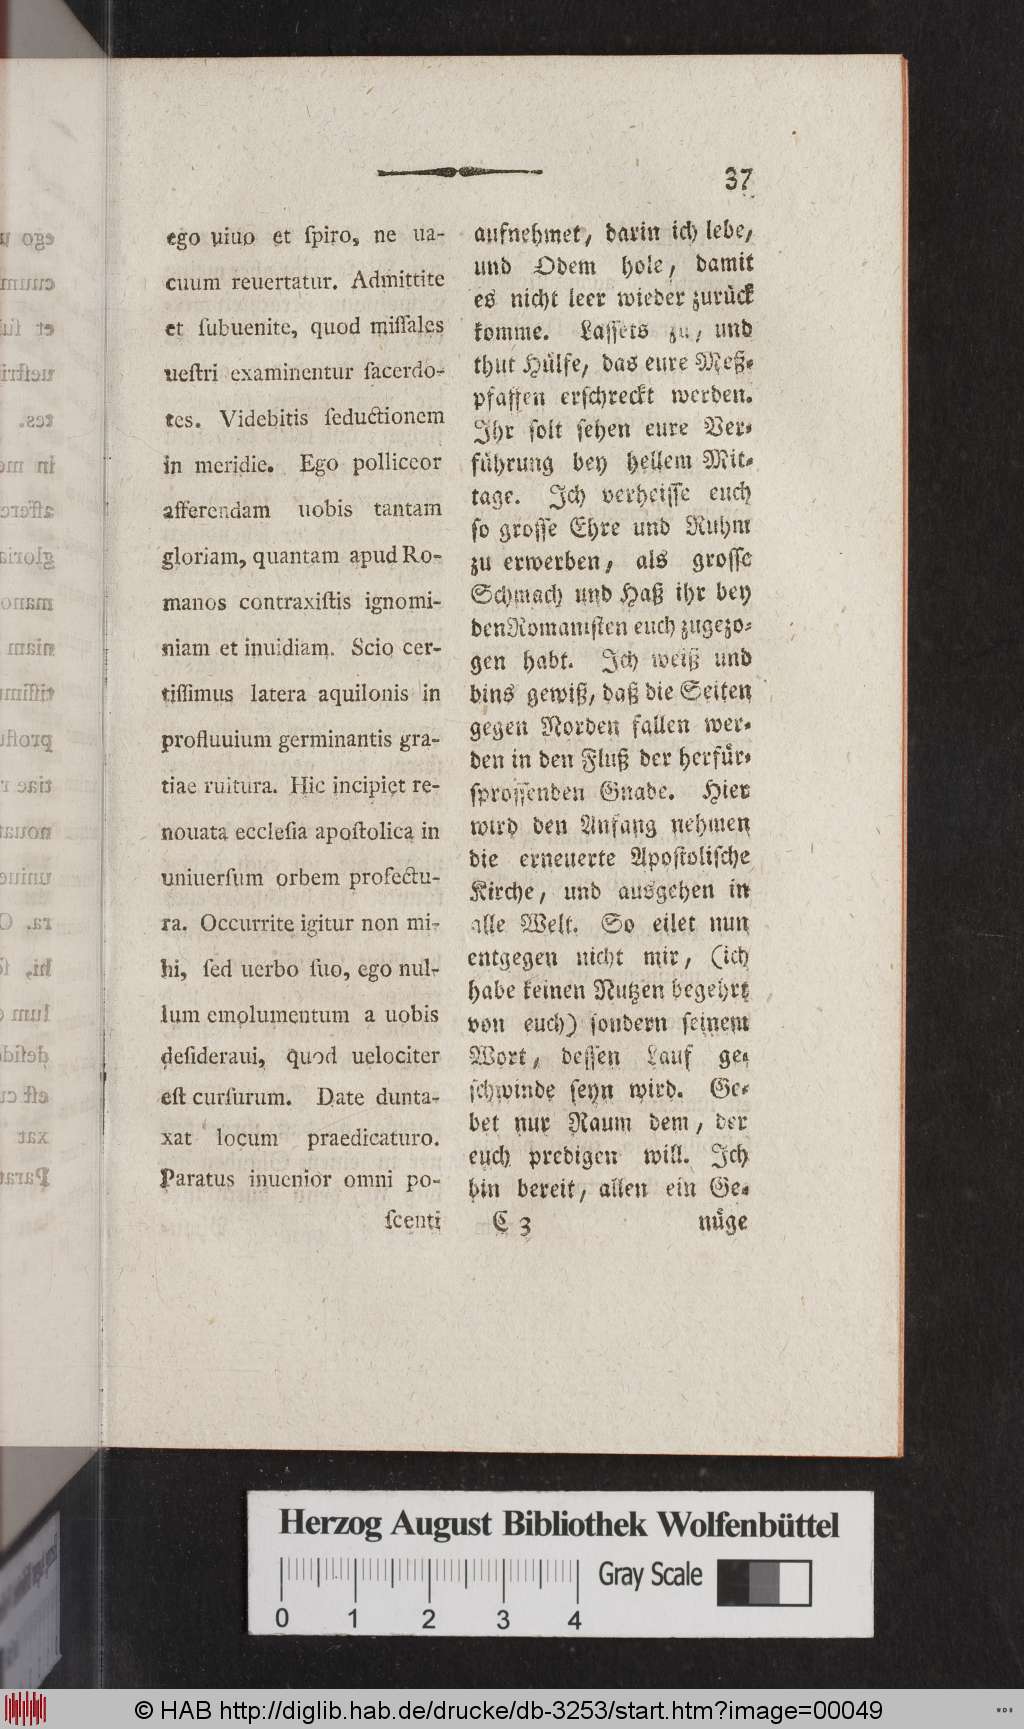 37
ego uiuo et ſpiro, ne ua-
cuum reuertatur. Admittite
et ſubuenite, quod miſſales
ueſtri examinentur ſacerdo-
tes. Videbitis ſeductionem
in meridie. Ego polliceor
afferendam uobis tantam
gloriam, quantam apud Ro-
manos contraxiſtis ignomi-
niam et inuidiam. Scio cer-
tiſſimus latera aquilonis in
profluuium germinantis gra-
tiae ruitura. Hic incipiet re-
nouata eccleſia apoſtolica in
uniuerſum orbem profectu-
ra. Occurrite igitur non mi-
hi, ſed uerbo ſuo, ego nul-
lum emolumentum a uobis
deſideraui, quod uelociter
eſt curſurum. Date dunta-
xat locum praedicaturo.
Paratus inuenior omni po-
ſcenti
aufnehmet, darin ich lebe,
und Odem hole, damit
es nicht leer wieder zurück
komme. Laſſets zu, und
thut Hülfe, das eure Meß-
pfaffen erſchreckt werden.
Ihr ſolt ſehen eure Ver-
führung bey hellem Mit-
tage. Ich verheiſſe euch
ſo groſſe Ehre und Ruhm
zu erwerben, als groſſe
Schmach und Haß ihr bey
den Romaniſten euch zugezo-
gen habt. Ich weiß und
bins gewiß, daß die Seiten
gegen Norden fallen wer-
den in den Fluß der herfür-
ſproſſenden Gnade. Hier
wird den Anfang nehmen
die erneuerte Apoſtoliſche
Kirche, und ausgehen in
alle Welt. So eilet nun
entgegen nicht mir, (ich
habe keinen Nutzen begehrt
von euch) ſondern ſeinem
Wort, deſſen Lauf ge-
ſchwinde ſeyn wird. Ge-
bet nur Raum dem, der
euch predigen will. Ich
bin bereit, allen ein Ge-
C 3 nüge
Herzog August Bibliothek Wolfenbüttel
0 1 2 3 4 Gray Scale
© HAB http://diglib.hab.de/drucke/db-3253/start.htm?image=00049